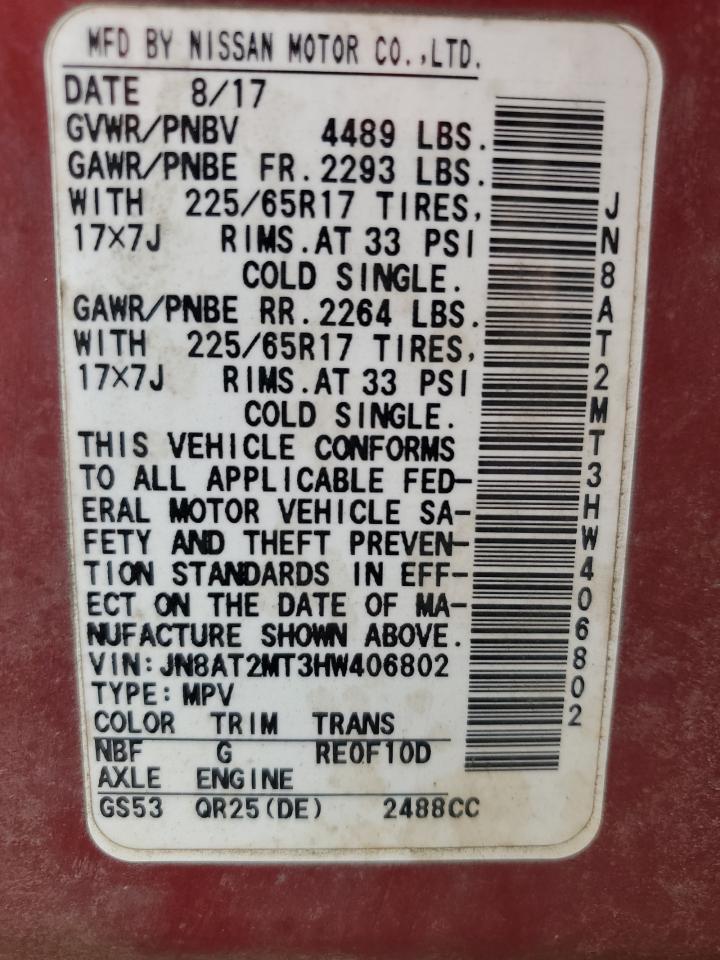 MFD BY NISSAN MOTOR CO.,LTD.
DATE 8/17
GVWR/PNBV 4489 LBS.
GAWR/PNBE FR.2293 LBS.
WITH 225/65R17 TIRES,
17X7J RIMS.AT 33 PSI
COLD SINGLE.
GAWR/PNBE RR.2264 LBS.
WITH 225/65R17 TIRES,
17X7J RIMS.AT 33 PSI
COLD SINGLE.
THIS VEHICLE CONFORMS
TO ALL APPLICABLE FED-
ERAL MOTOR VEHICLE SA-
FETY AND THEFT PREVEN-
TION STANDARDS IN EFF-
ECT ON THE DATE OF MA-
NUFACTURE SHOWN ABOVE.
VIN:JN8AT2MT3HW406802
TYPE:MPV
COLOR TRIM TRANS
NBF G RE0F10D
AXLE ENGINE
GS53 QR25(DE) 2488CC
JN8AT2MT3HW406802